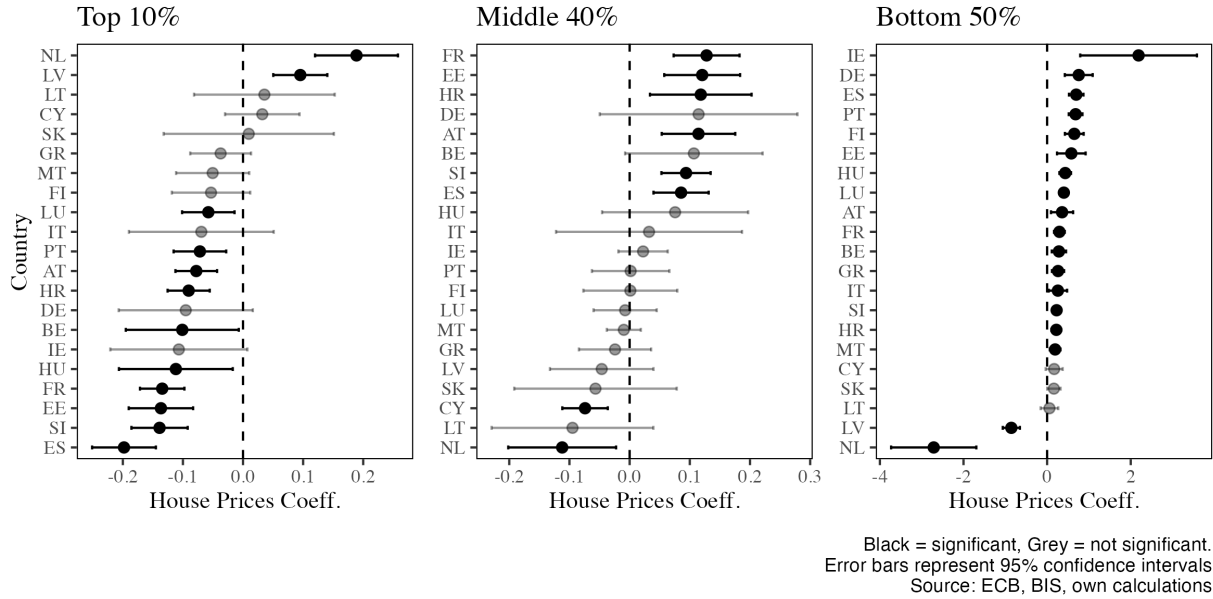 Top 10%
Middle 40%
Bottom 50%
Country
NL
LV
LT
CY
SK
GR
MT
FI
LU
IT
PT
AT
HR
DE
BE
IE
HU
FR
EE
SI
ES
-0.2
-0.1
0.0
0.2
House Prices Coeff.
FR
EE
HR
DE
AT
BE
SI
ES
HU
IT
IE
PT
FI
LU
MT
GR
LV
SK
CY
LT
NL
-0.2
-0.1
0.0
0.1
0.2
0.3
House Prices Coeff.
IE
DE
ES
PT
FI
EE
HU
LU
AT
FR
BE
GR
IT
SI
HR
MT
CY
SK
LT
LV
NL
-4
-2
0
2
House Prices Coeff.
Black = significant, Grey = not significant.
Error bars represent 95% confidence intervals
Source: ECB, BIS, own calculations